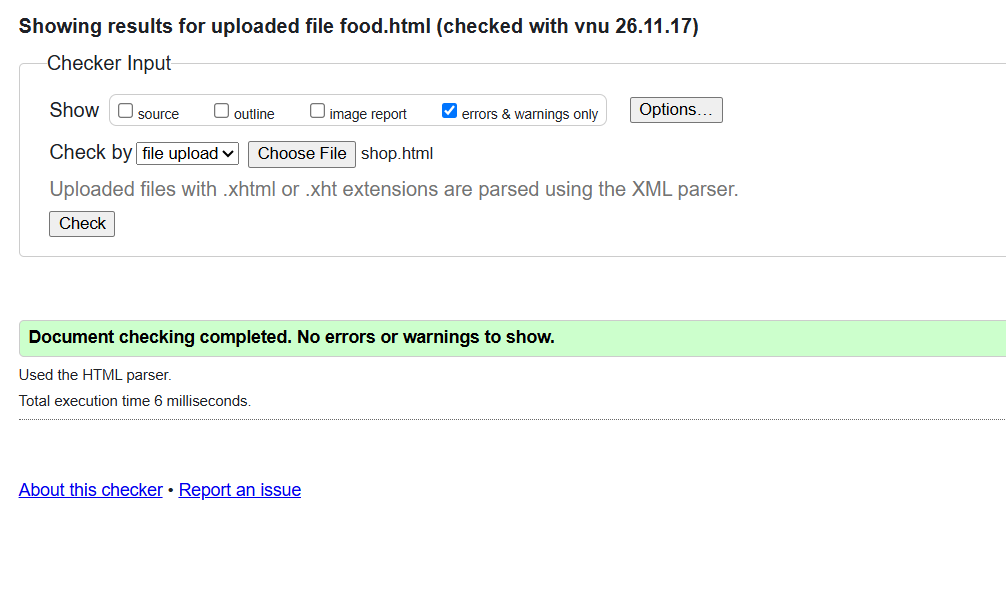 Showing results for uploaded file food.html (checked with vnu 26.11.17)
Checker Input
Show source outline image report errors & warnings only Options…
Check by file upload Choose File shop.html
Uploaded files with .xhtml or .xht extensions are parsed using the XML parser.
Check
Document checking completed. No errors or warnings to show.
Used the HTML parser.
Total execution time 6 milliseconds.
About this checker • Report an issue